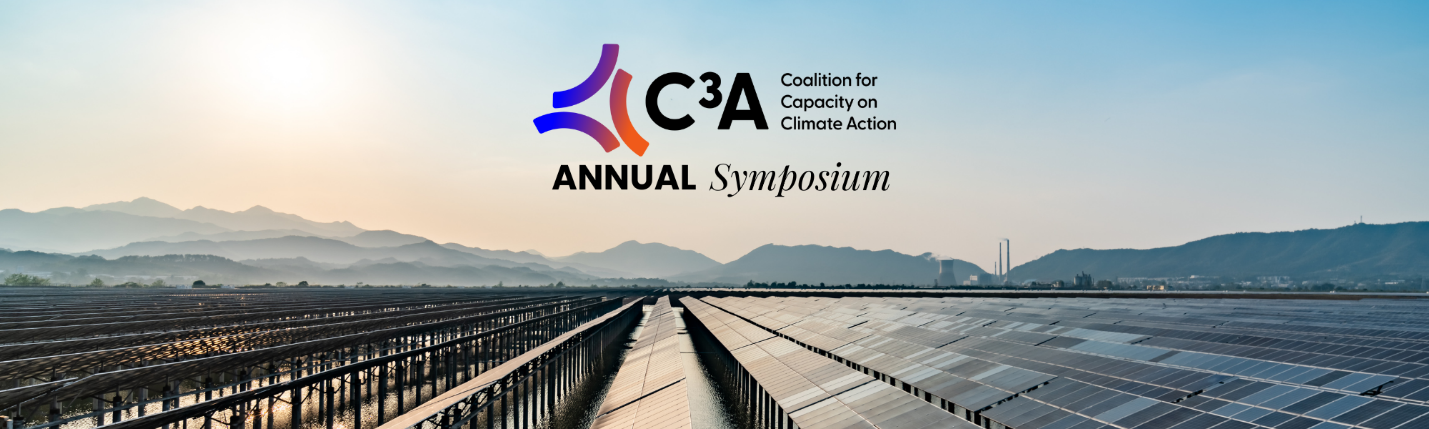 C³A
Coalition for
Capacity on
Climate Action
ANNUAL Symposium